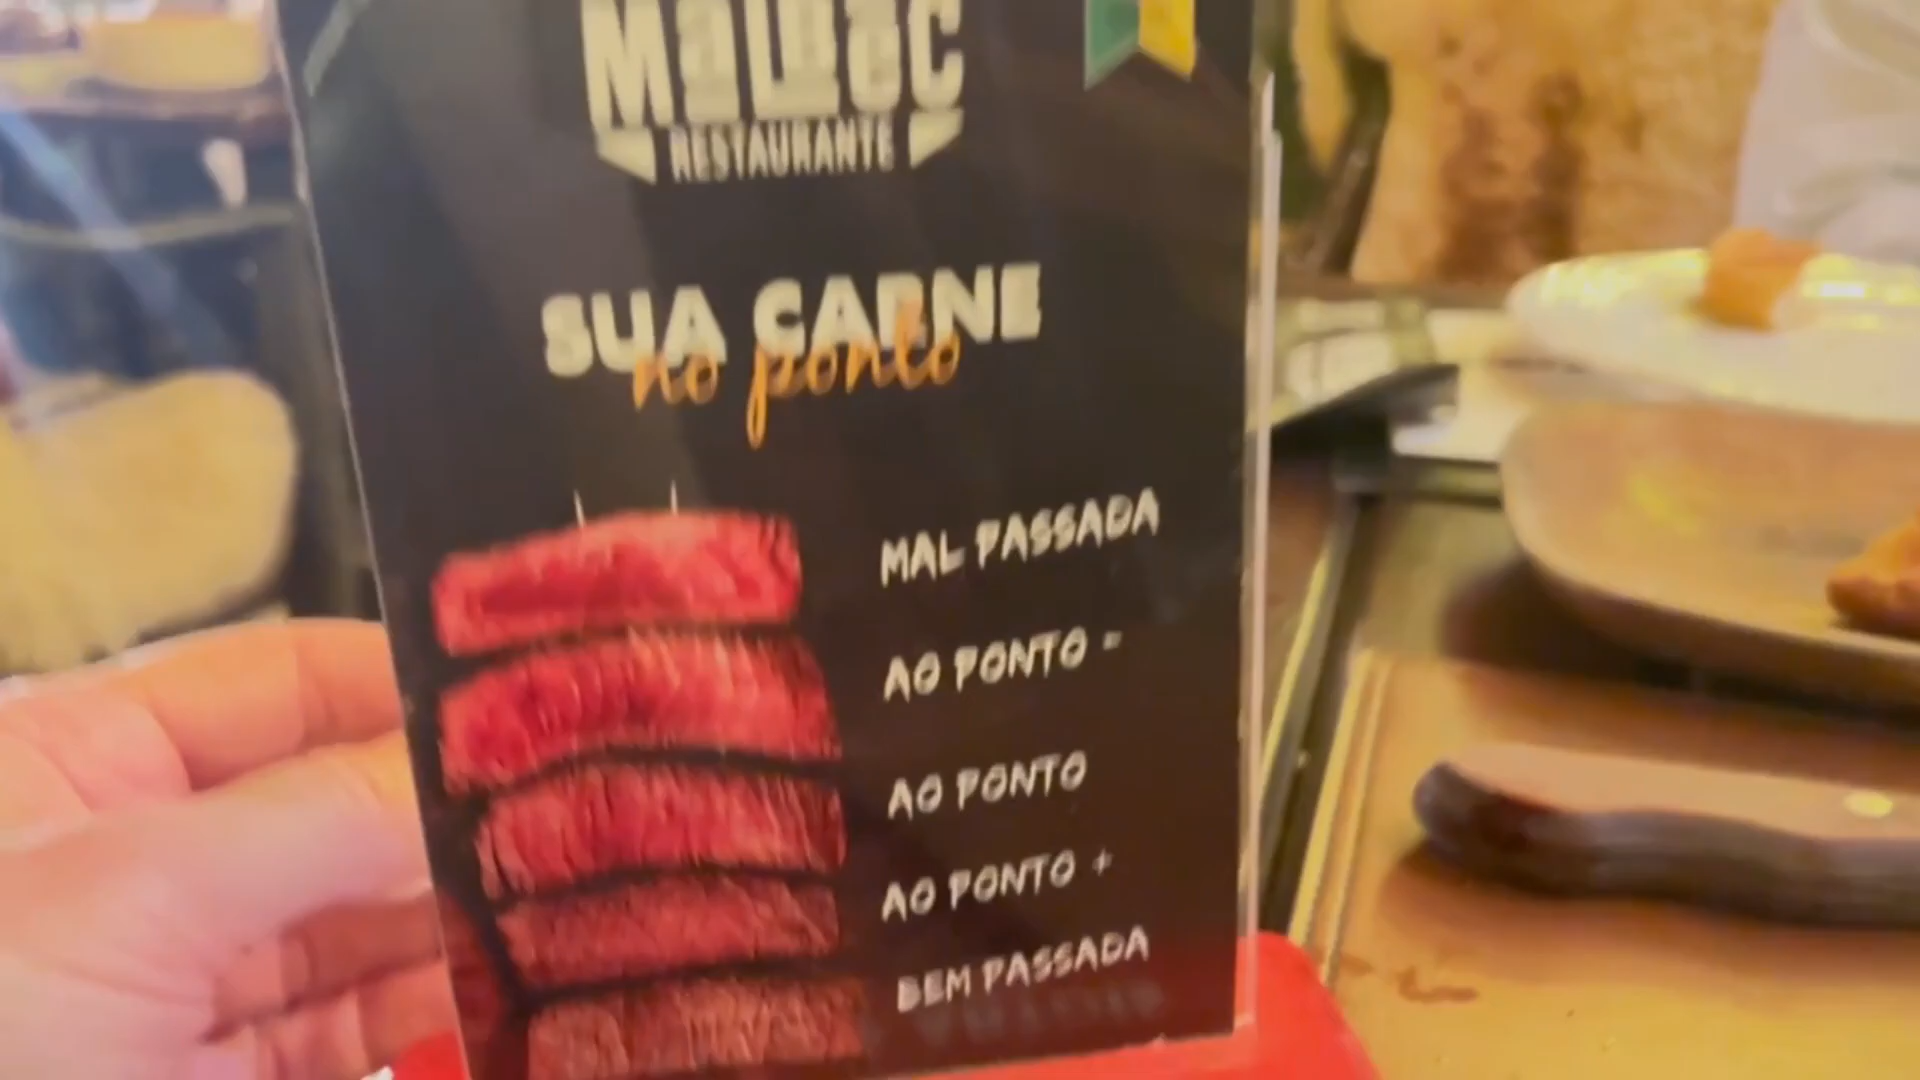 RESTAURANTE
SUA CARNE
no ponto
MAL PASSADA
AO PONTO -
AO PONTO
AO PONTO +
BEM PASSADA